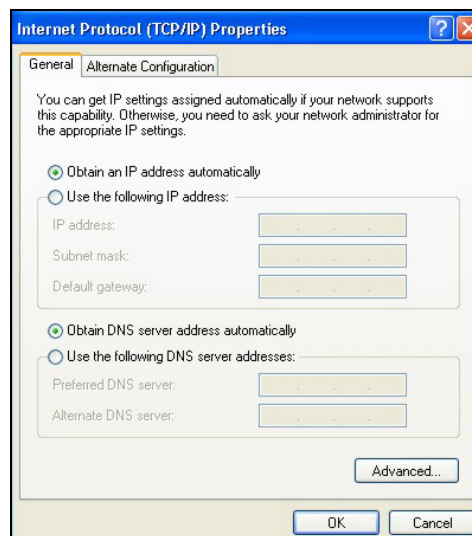 Internet Protocol (TCP/IP) Properties
General
Alternate Configuration
You can get IP settings assigned automatically if your network supports
this capability. Otherwise, you need to ask your network administrator for
the appropriate IP settings.
Obtain an IP address automatically
Use the following IP address:
IP address:
Subnet mask:
Default gateway:
Obtain DNS server address automatically
Use the following DNS server addresses:
Preferred DNS server:
Alternate DNS server:
Advanced...
OK
Cancel